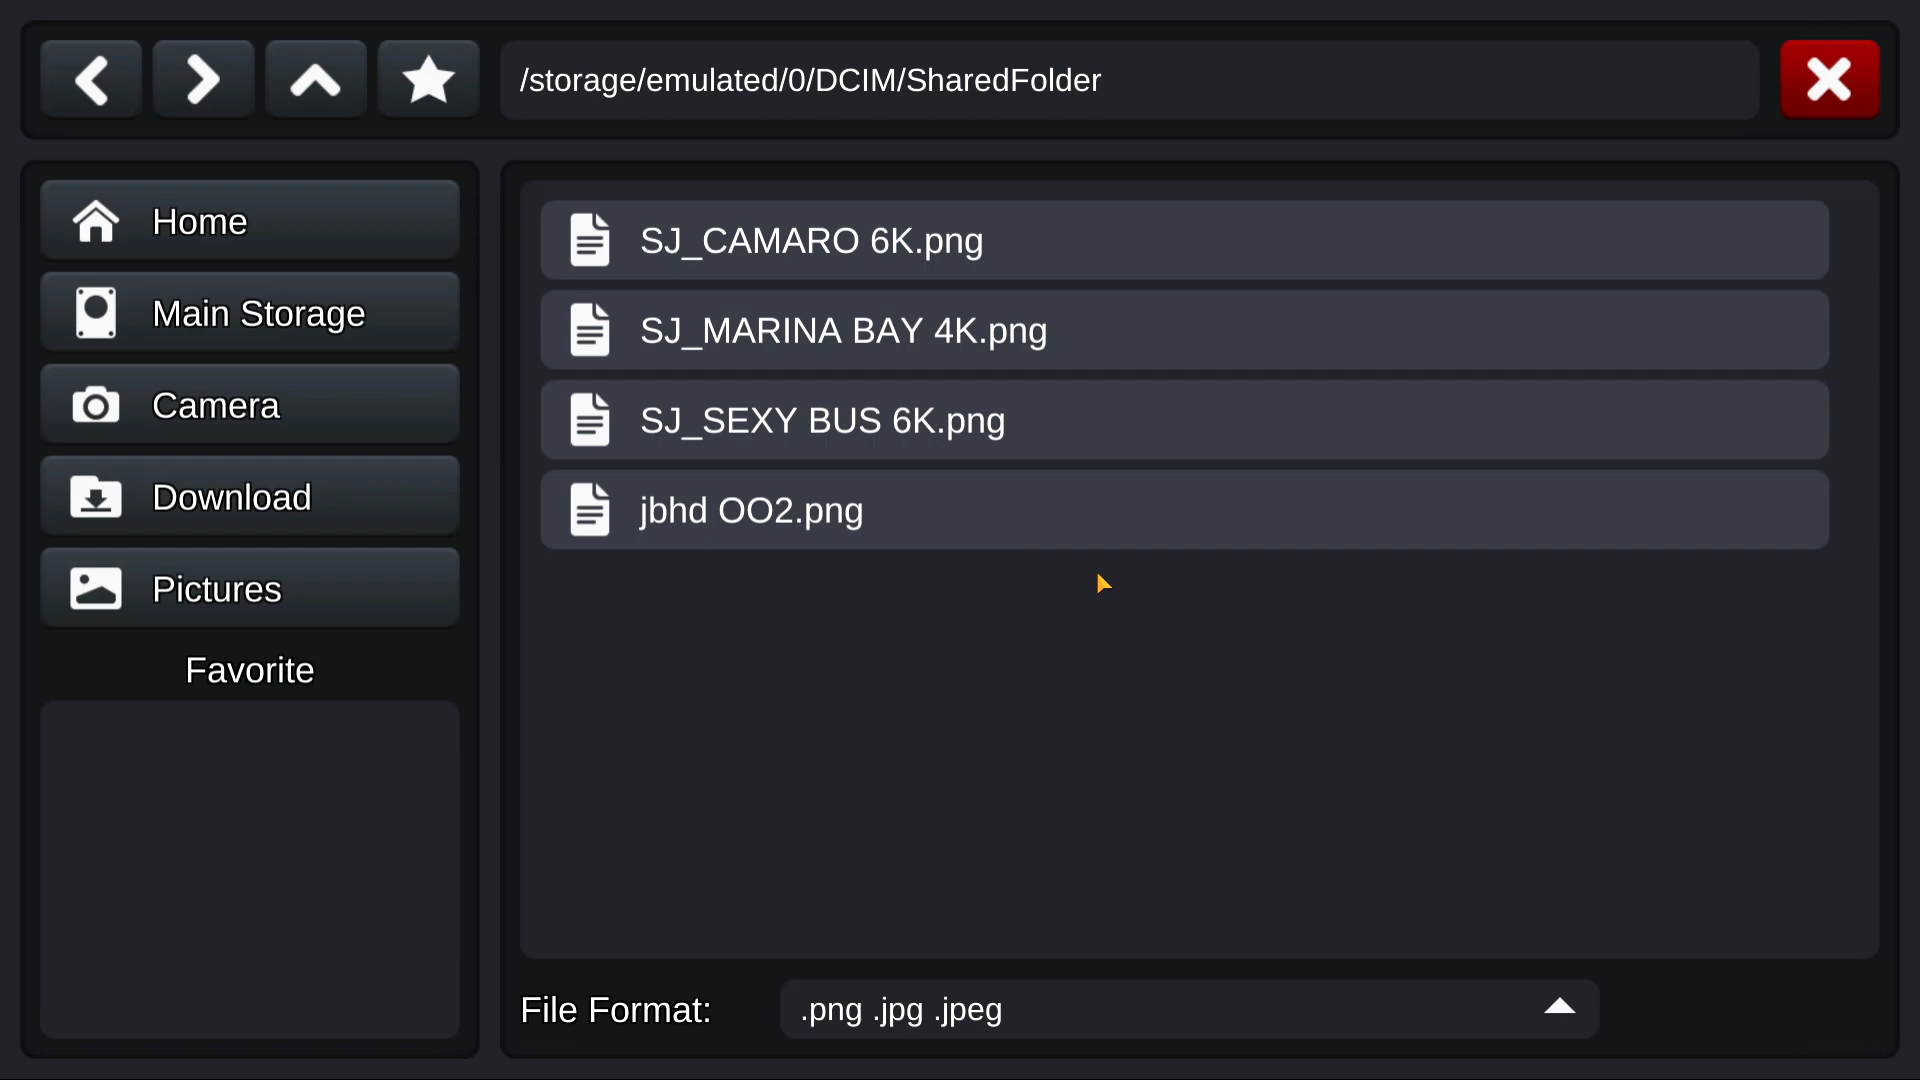 /storage/emulated/0/DCIM/SharedFolder
Home
Main Storage
Camera
Download
Pictures
Favorite
SJ_CAMARO 6K.png
SJ_MARINA BAY 4K.png
SJ_SEXY BUS 6K.png
jbhd OO2.png
File Format:
.png .jpg .jpeg